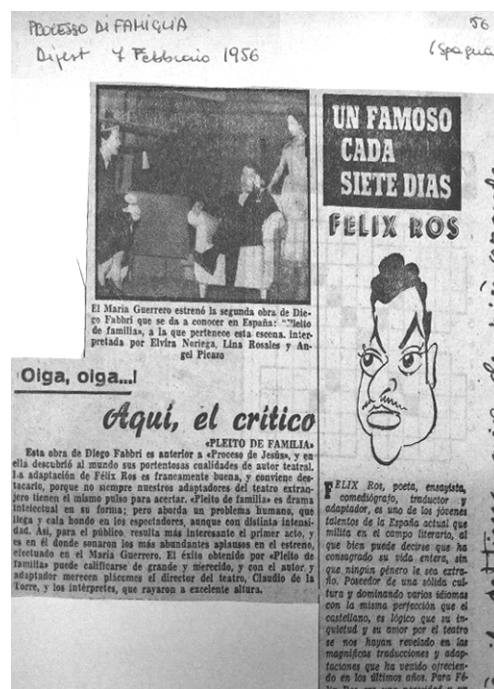 PROCESSO DI FAMIGLIA
56
Digest 7 Febbraio 1956
(Spagna
El María Guerrero estrenó la segunda obra de Die-
go Fabbri que se da a conocer en España: "Pleito
de familia», a la que pertenece esta escena, inter-
pretada por Elvira Noriega, Lina Rosales y An-
gel Picazo
Oiga, oiga...!
Aquí, el crítico
«PLEITO DE FAMILIA»
Esta obra de Diego Fabbri es anterior a «Proceso de Jesús», y en
ella descubrió al mundo sus portentosas cualidades de autor teatral.
La adaptación de Félix Ros es francamente buena, y conviene des-
tacarlo, porque no siempre nuestros adaptadores del teatro extran-
jero tienen el mismo pulso para acertar. «Pleito de familia» es drama
intelectual en su forma; pero aborda un problema humano, que
llega y cala hondo en los espectadores, aunque con distinta intensi-
dad. Así, para el público, resulta más interesante el primer acto, y
es en él donde sonaron los más abundantes aplausos en el estreno,
efectuado en el María Guerrero. El éxito obtenido por «Pleito de
familia» puede calificarse de grande y merecido, y con el autor y
adaptador merecen plácemes el director del teatro, Claudio de la
Torre, y los intérpretes, que rayaron a excelente altura.
UN FAMOSO
CADA
SIETE DIAS
FELIX ROS
FELIX Ros, poeta, ensayista,
comediógrafo, traductor y
adaptador, es uno de los jóvenes
talentos de la España actual que
milita en el campo literario, al
que bien puede decirse que ha
consagrado su vida entera, sin
que ningún género le sea extra-
ño. Poseedor de una sólida cul-
tura y dominando varios idiomas
con la misma perfección que el
castellano, es lógico que su in-
quietud y su amor por el teatro
se nos hayan revelado en las
magníficas traducciones y adap-
taciones que ha venido ofrecien-
do en los últimos años. Para Fé-